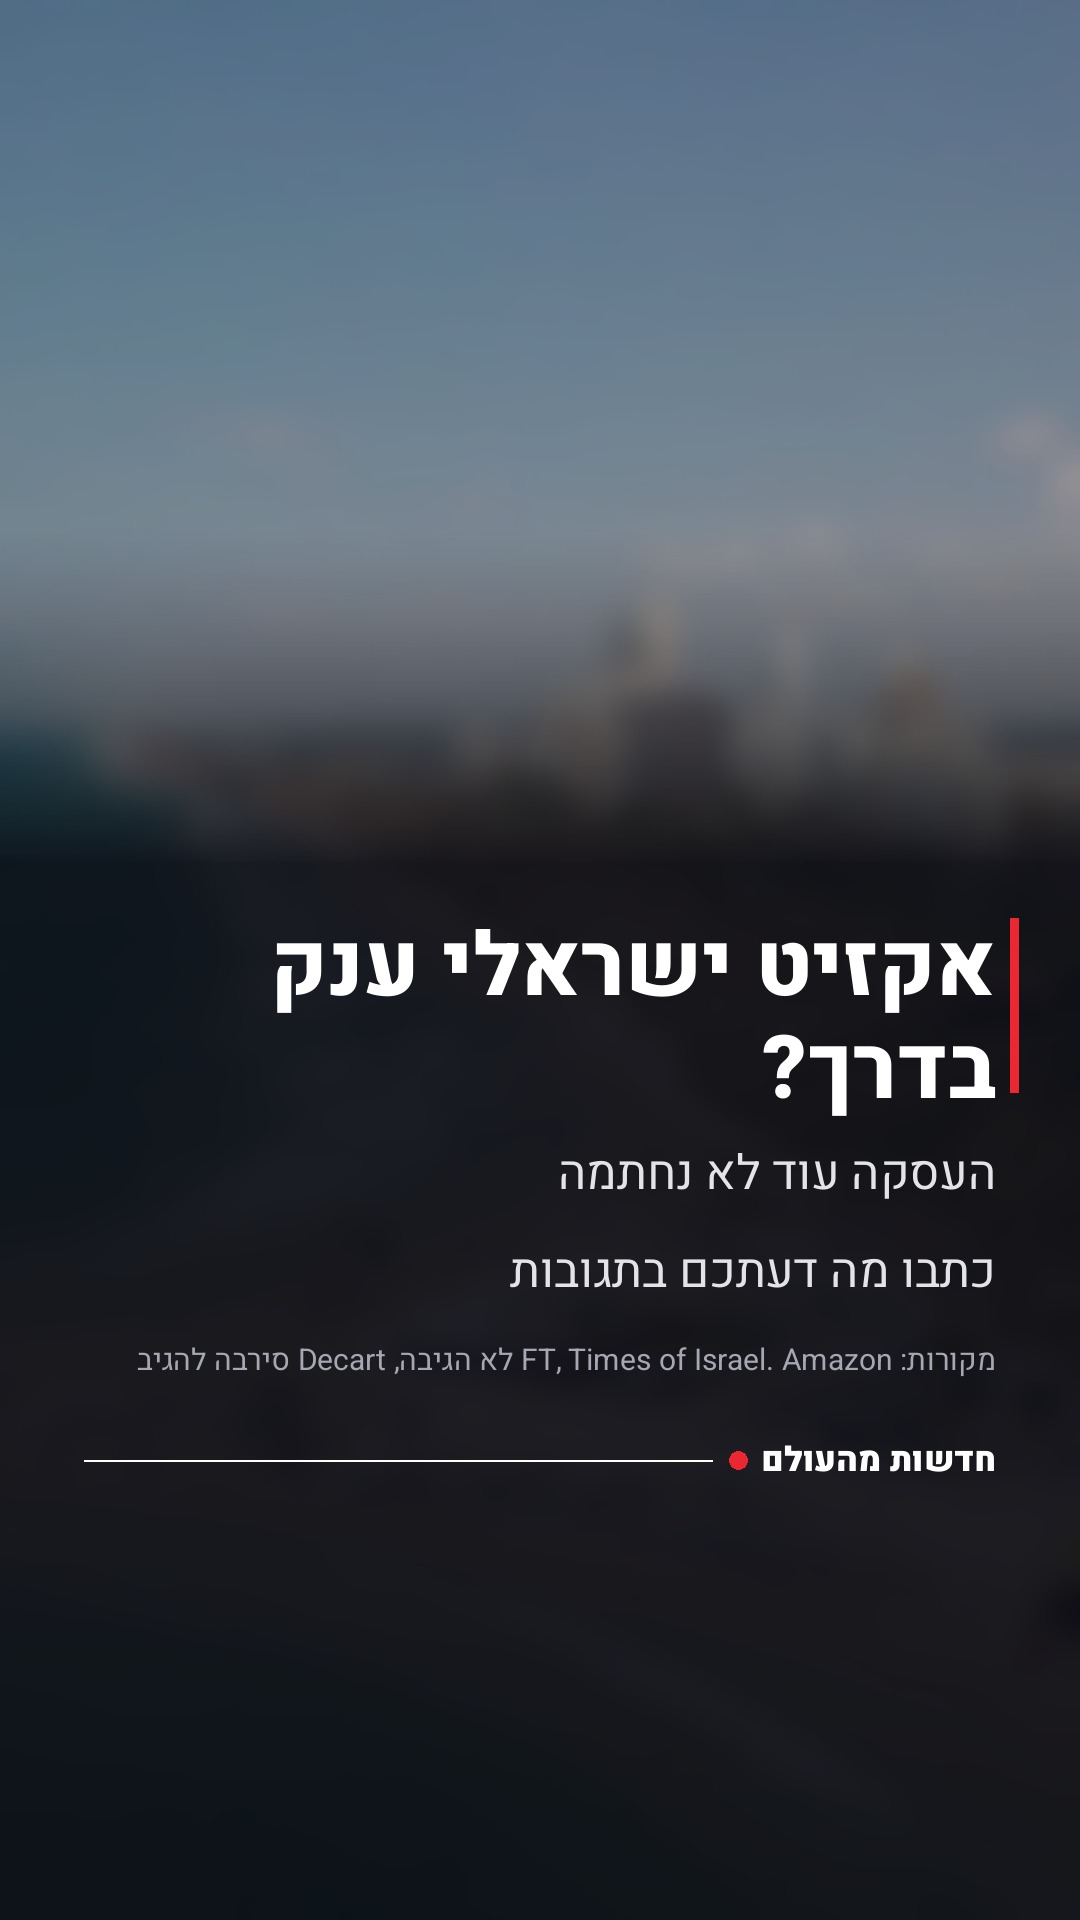 אקזיט ישראלי ענק
בדרך?
העסקה עוד לא נחתמה
כתבו מה דעתכם בתגובות
מקורות: FT, Times of Israel. Amazon לא הגיבה, Decart סירבה להגיב
חדשות מהעולם